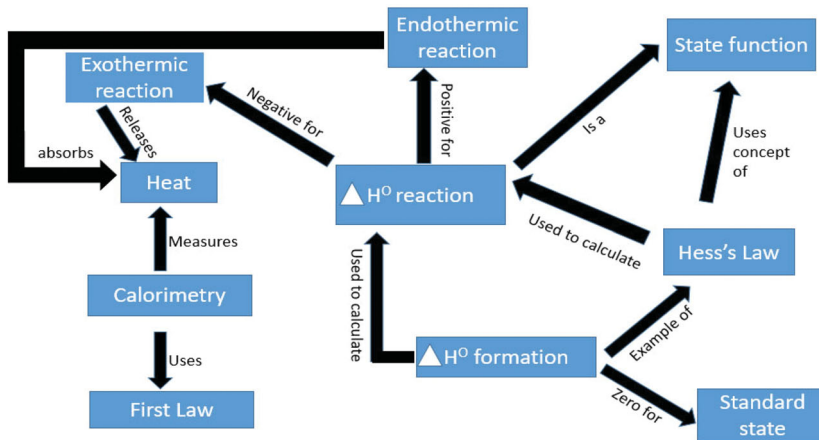 Endothermic
reaction
State function
Exothermic
reaction
Negative for
Positive for
Is a
Uses
concept
of
Releases
absorbs
Heat
△ H⁰ reaction
Measures
Used to calculate
Used to calculate
Hess's Law
Calorimetry
△ H⁰ formation
Example of
Uses
Zero for
First Law
Standard
state